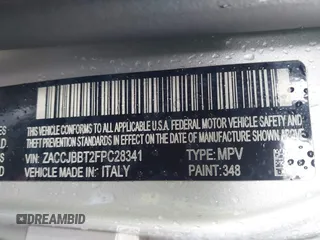 THIS VEHICLE CONFORMS TO ALL APPLICABLE U.S.A. FEDERAL MOTOR VEHICLE SAFETY AND
THEFT PREVENTION STANDARDS IN EFFECT ON THE DATE OF MANUFACTURE SHOWN ABOVE.
VIN: ZACCJBBT2FPC28341 TYPE: MPV
VEHICLE MADE IN: ITALY PAINT: 348
DREAMBID